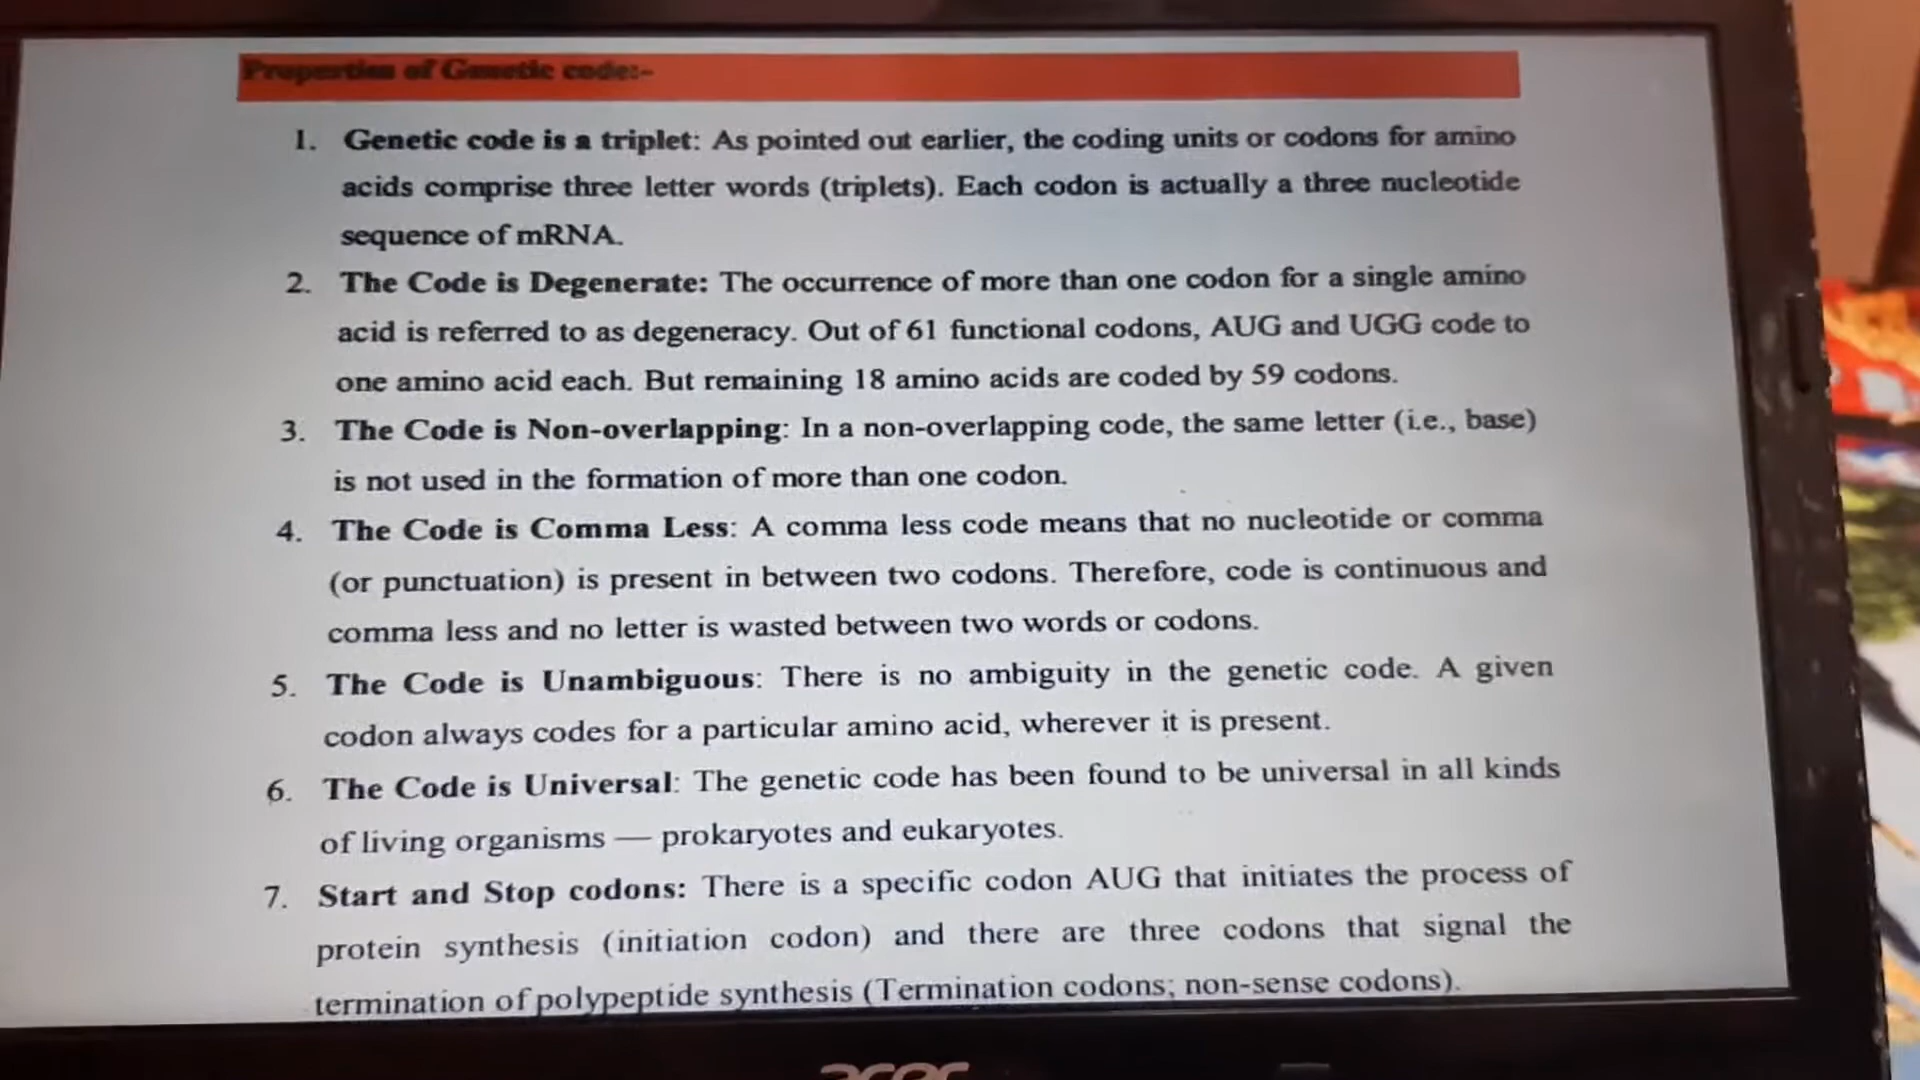 Properties of Genetic code:-
1. Genetic code is a triplet: As pointed out earlier, the coding units or codons for amino
acids comprise three letter words (triplets). Each codon is actually a three nucleotide
sequence of mRNA.
2. The Code is Degenerate: The occurrence of more than one codon for a single amino
acid is referred to as degeneracy. Out of 61 functional codons, AUG and UGG code to
one amino acid each. But remaining 18 amino acids are coded by 59 codons.
3. The Code is Non-overlapping: In a non-overlapping code, the same letter (i.e., base)
is not used in the formation of more than one codon.
4. The Code is Comma Less: A comma less code means that no nucleotide or comma
(or punctuation) is present in between two codons. Therefore, code is continuous and
comma less and no letter is wasted between two words or codons.
5. The Code is Unambiguous: There is no ambiguity in the genetic code. A given
codon always codes for a particular amino acid, wherever it is present.
6. The Code is Universal: The genetic code has been found to be universal in all kinds
of living organisms — prokaryotes and eukaryotes.
7. Start and Stop codons: There is a specific codon AUG that initiates the process of
protein synthesis (initiation codon) and there are three codons that signal the
termination of polypeptide synthesis (Termination codons; non-sense codons).
acer